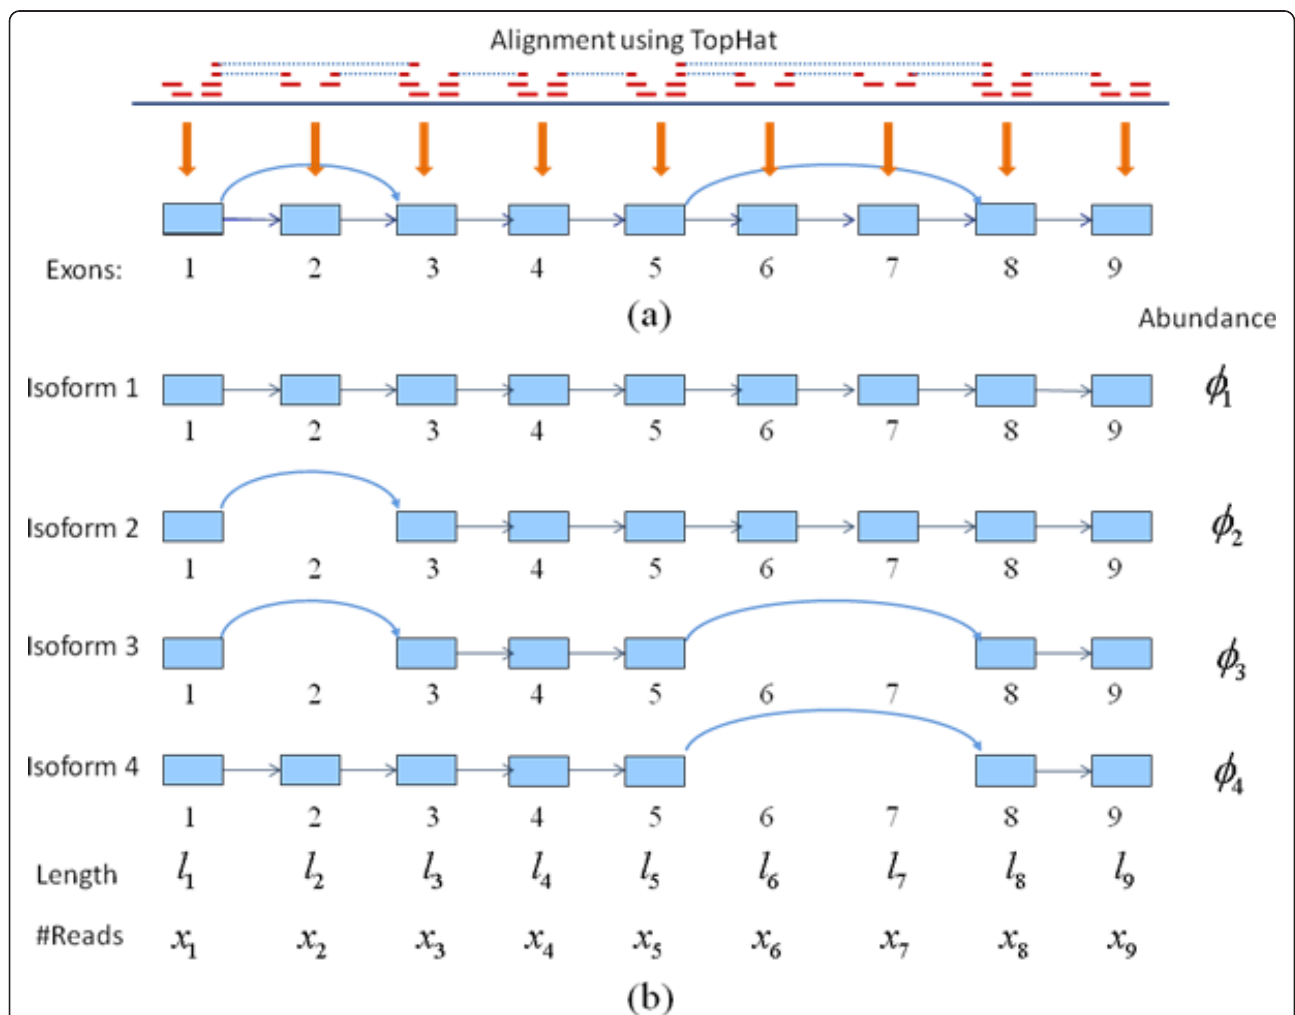 Alignment using TopHat
Exons: 1 2 3 4 5 6 7 8 9
(a)
Abundance
Isoform 1 ϕ₁
1 2 3 4 5 6 7 8 9
Isoform 2 ϕ₂
1 2 3 4 5 6 7 8 9
Isoform 3 ϕ₃
1 2 3 4 5 6 7 8 9
Isoform 4 ϕ₄
1 2 3 4 5 6 7 8 9
Length l₁ l₂ l₃ l₄ l₅ l₆ l₇ l₈ l₉
#Reads x₁ x₂ x₃ x₄ x₅ x₆ x₇ x₈ x₉
(b)